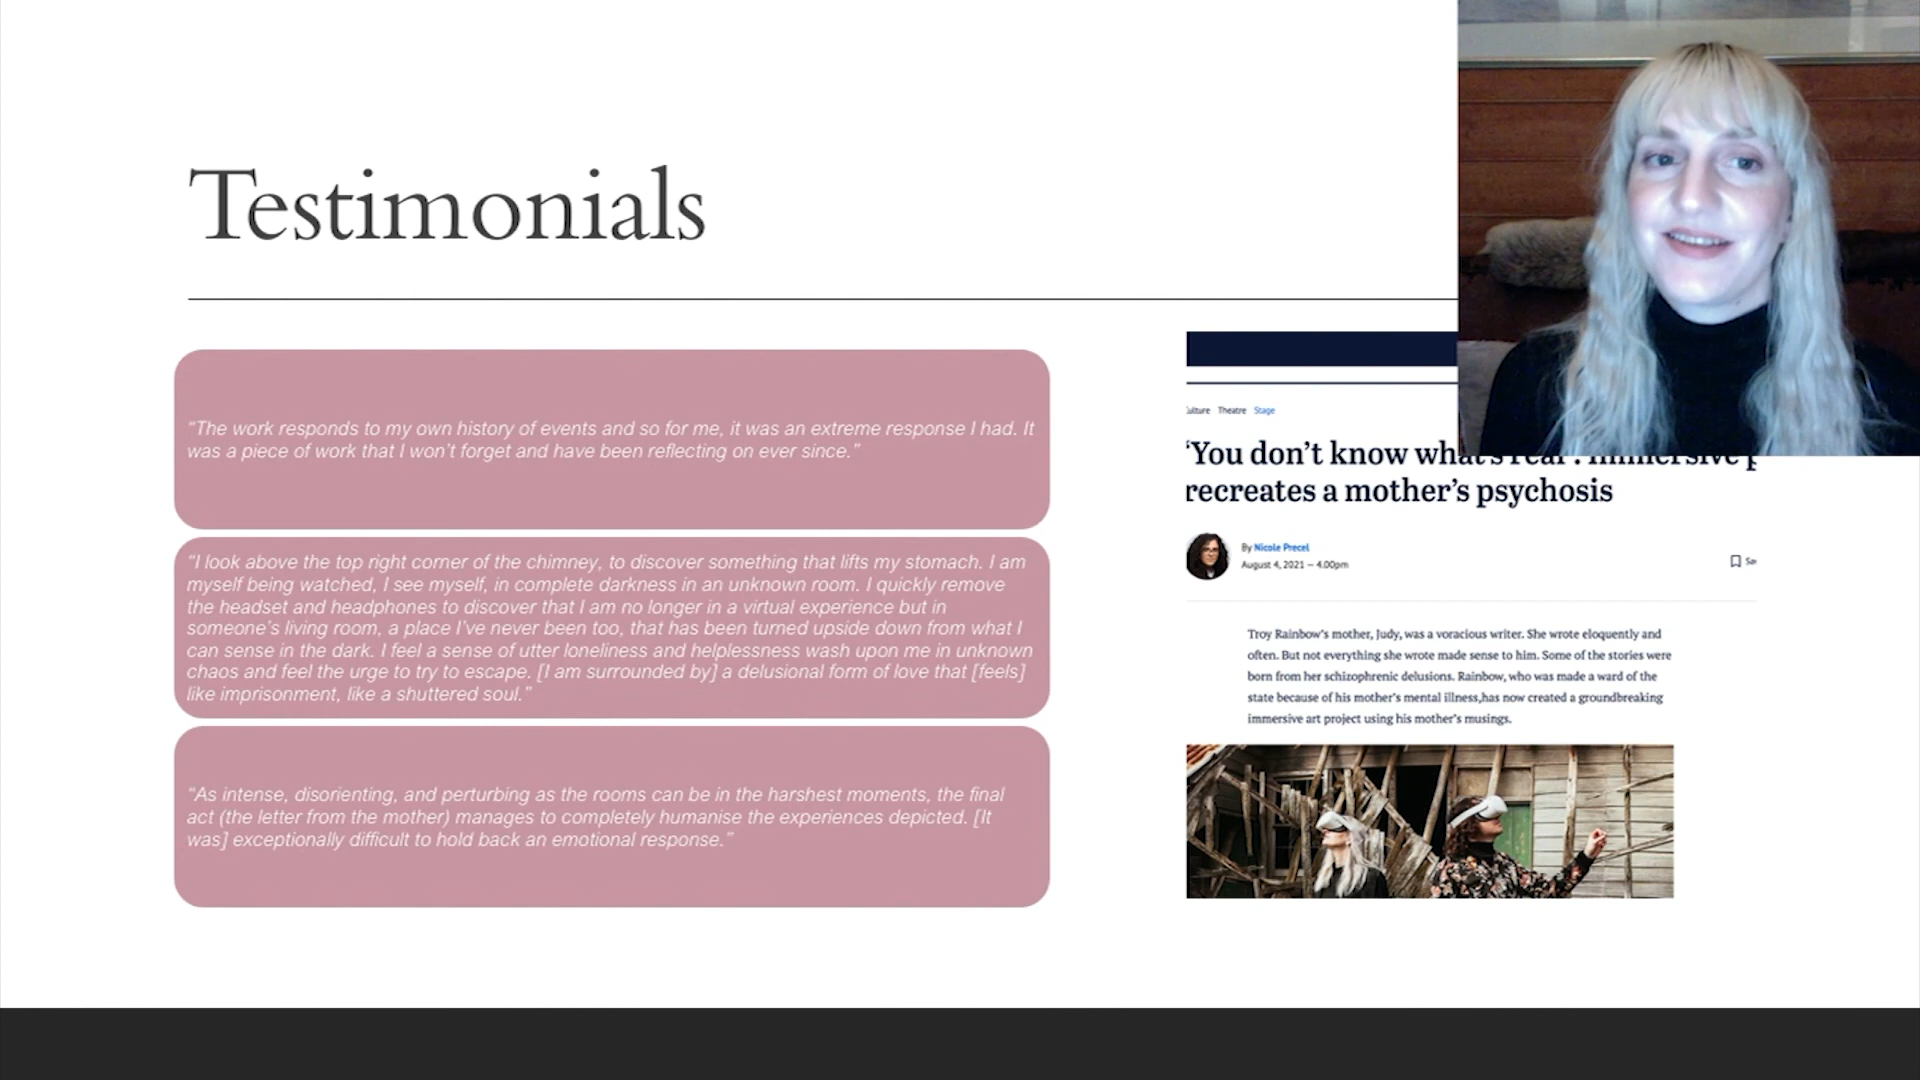 Testimonials
“The work responds to my own history of events and so for me, it was an extreme response I had. It
was a piece of work that I won’t forget and have been reflecting on ever since.”
“I look above the top right corner of the chimney, to discover something that lifts my stomach. I am
myself being watched, I see myself, in complete darkness in an unknown room. I quickly remove
the headset and headphones to discover that I am no longer in a virtual experience but in
someone’s living room, a place I’ve never been too, that has been turned upside down from what I
can sense in the dark. I feel a sense of utter loneliness and helplessness wash upon me in unknown
chaos and feel the urge to try to escape. [I am surrounded by] a delusional form of love that [feels]
like imprisonment, like a shuttered soul.”
“As intense, disorienting, and perturbing as the rooms can be in the harshest moments, the final
act (the letter from the mother) manages to completely humanise the experiences depicted. [It
was] exceptionally difficult to hold back an emotional response.”
Theatre Stage
‘You don’t know what’s real’: Immersive
recreates a mother’s psychosis
By Nicole Precel
August 4, 2021 — 4.00pm
Troy Rainbow’s mother, Judy, was a voracious writer. She wrote eloquently and
often. But not everything she wrote made sense to him. Some of the stories were
born from her schizophrenic delusions. Rainbow, who was made a ward of the
state because of his mother’s mental illness,has now created a groundbreaking
immersive art project using his mother’s musings.